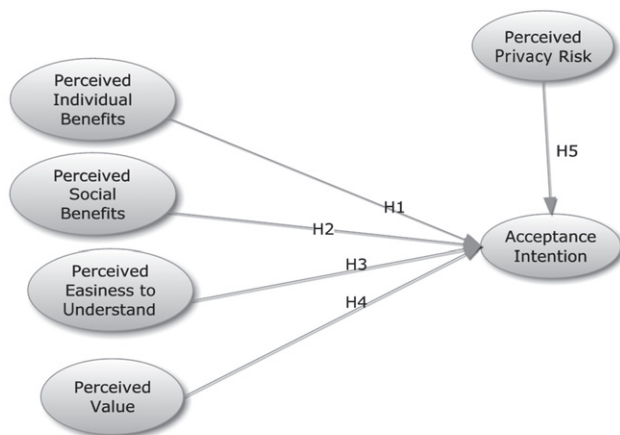 Perceived
Privacy Risk
Perceived
Individual
Benefits
H5
Perceived
Social
Benefits
H1
H2
Acceptance
Intention
Perceived
Easiness to
Understand
H3
H4
Perceived
Value